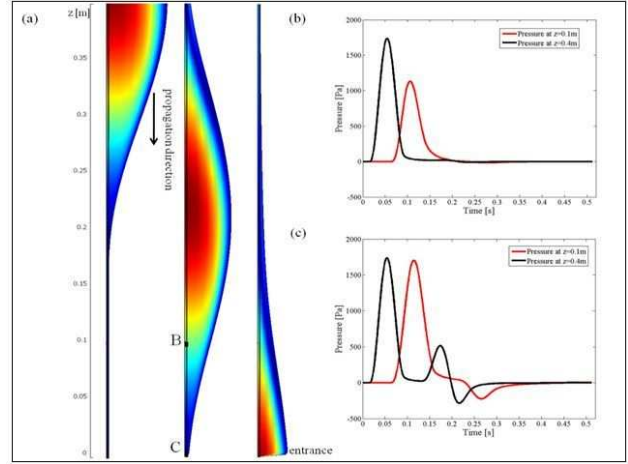 (a)
z [m]
0.35
0.3
0.25
0.2
0.15
0.1
0.05
0
propagation direction
B
C
entrance
(b)
2000
1500
1000
500
0
-500
Pressure [Pa]
Pressure at z=0.1m
Pressure at z=0.4m
0 0.05 0.1 0.15 0.2 0.25 0.3 0.35 0.4 0.45 0.5
Time [s]
(c)
2000
1500
1000
500
0
-500
Pressure [Pa]
Pressure at z=0.1m
Pressure at z=0.4m
0 0.05 0.1 0.15 0.2 0.25 0.3 0.35 0.4 0.45 0.5
Time [s]